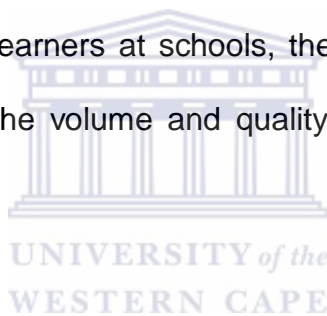 earners at schools, the
he volume and quality
UNIVERSITY of the
WESTERN CAPE